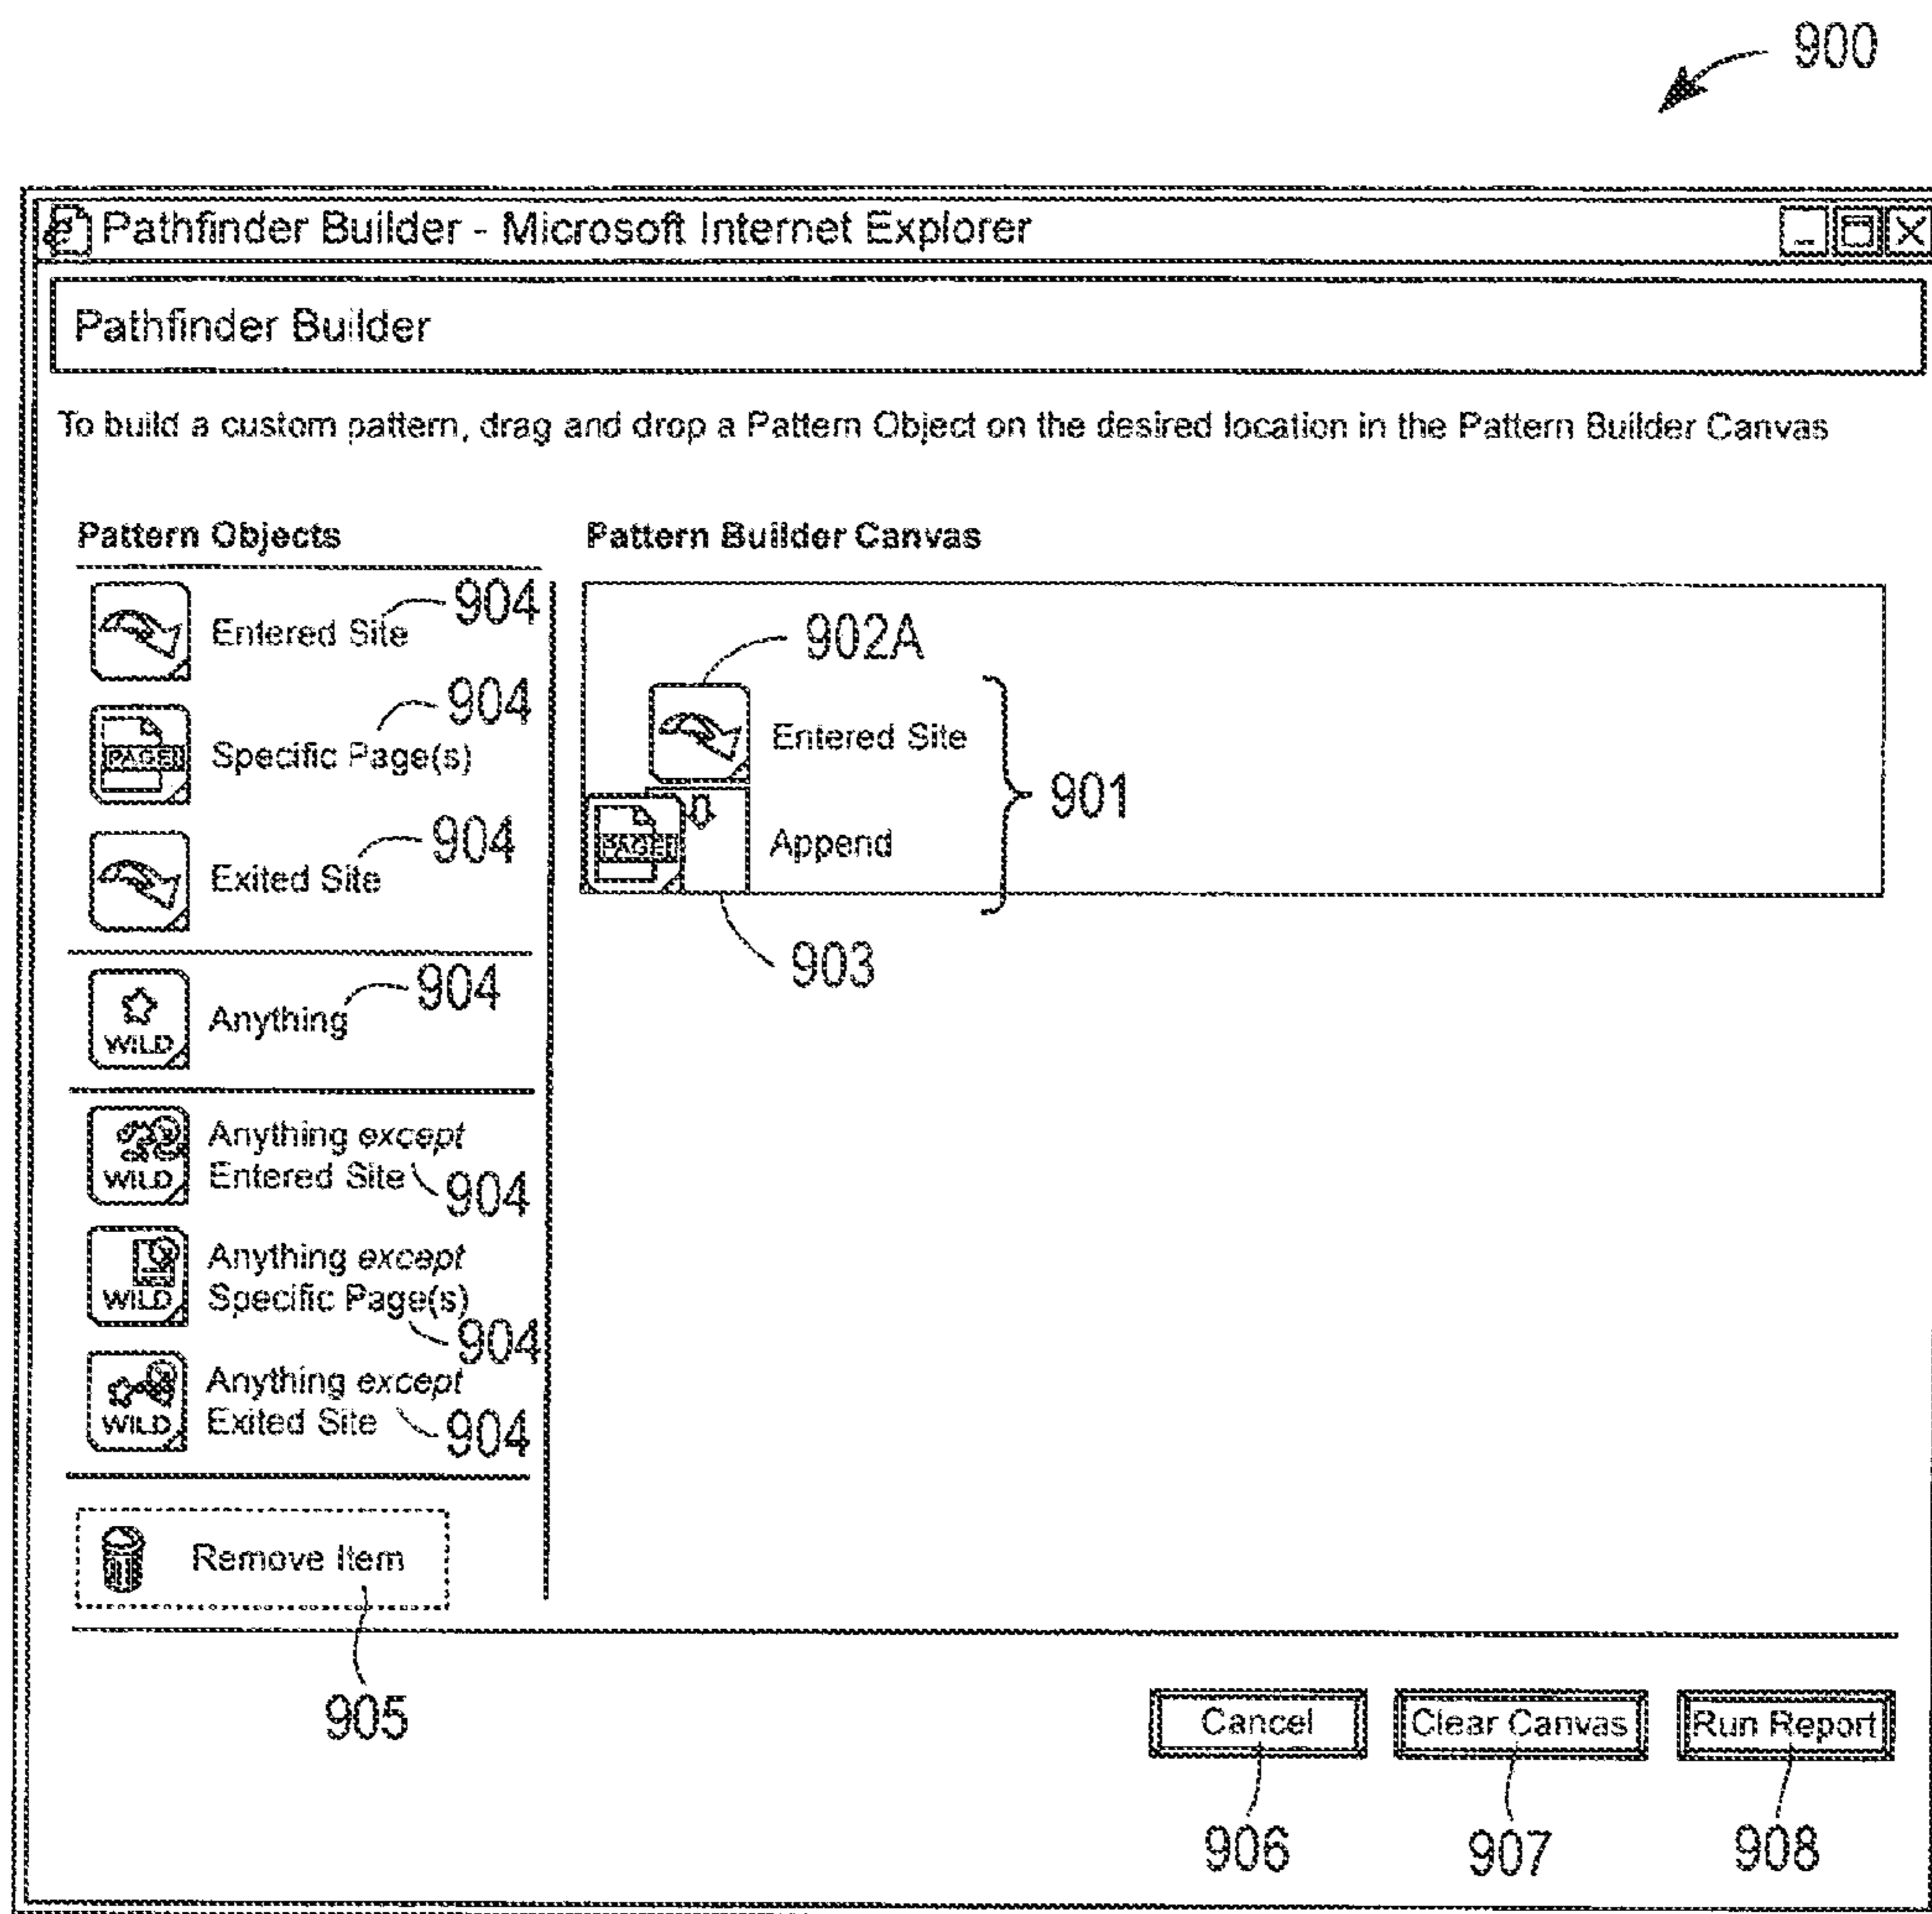 900
Pathfinder Builder - Microsoft Internet Explorer
Pathfinder Builder
To build a custom pattern, drag and drop a Pattern Object on the desired location in the Pattern Builder Canvas
Pattern Objects
Entered Site 904
PAGE Specific Page(s) 904
Exited Site 904
WILD Anything 904
WILD Anything except
Entered Site 904
WILD Anything except
Specific Page(s) 904
WILD Anything except
Exited Site 904
Remove Item
905
Pattern Builder Canvas
902A
Entered Site
901
PAGE Append
903
Cancel Clear Canvas Run Report
906 907 908